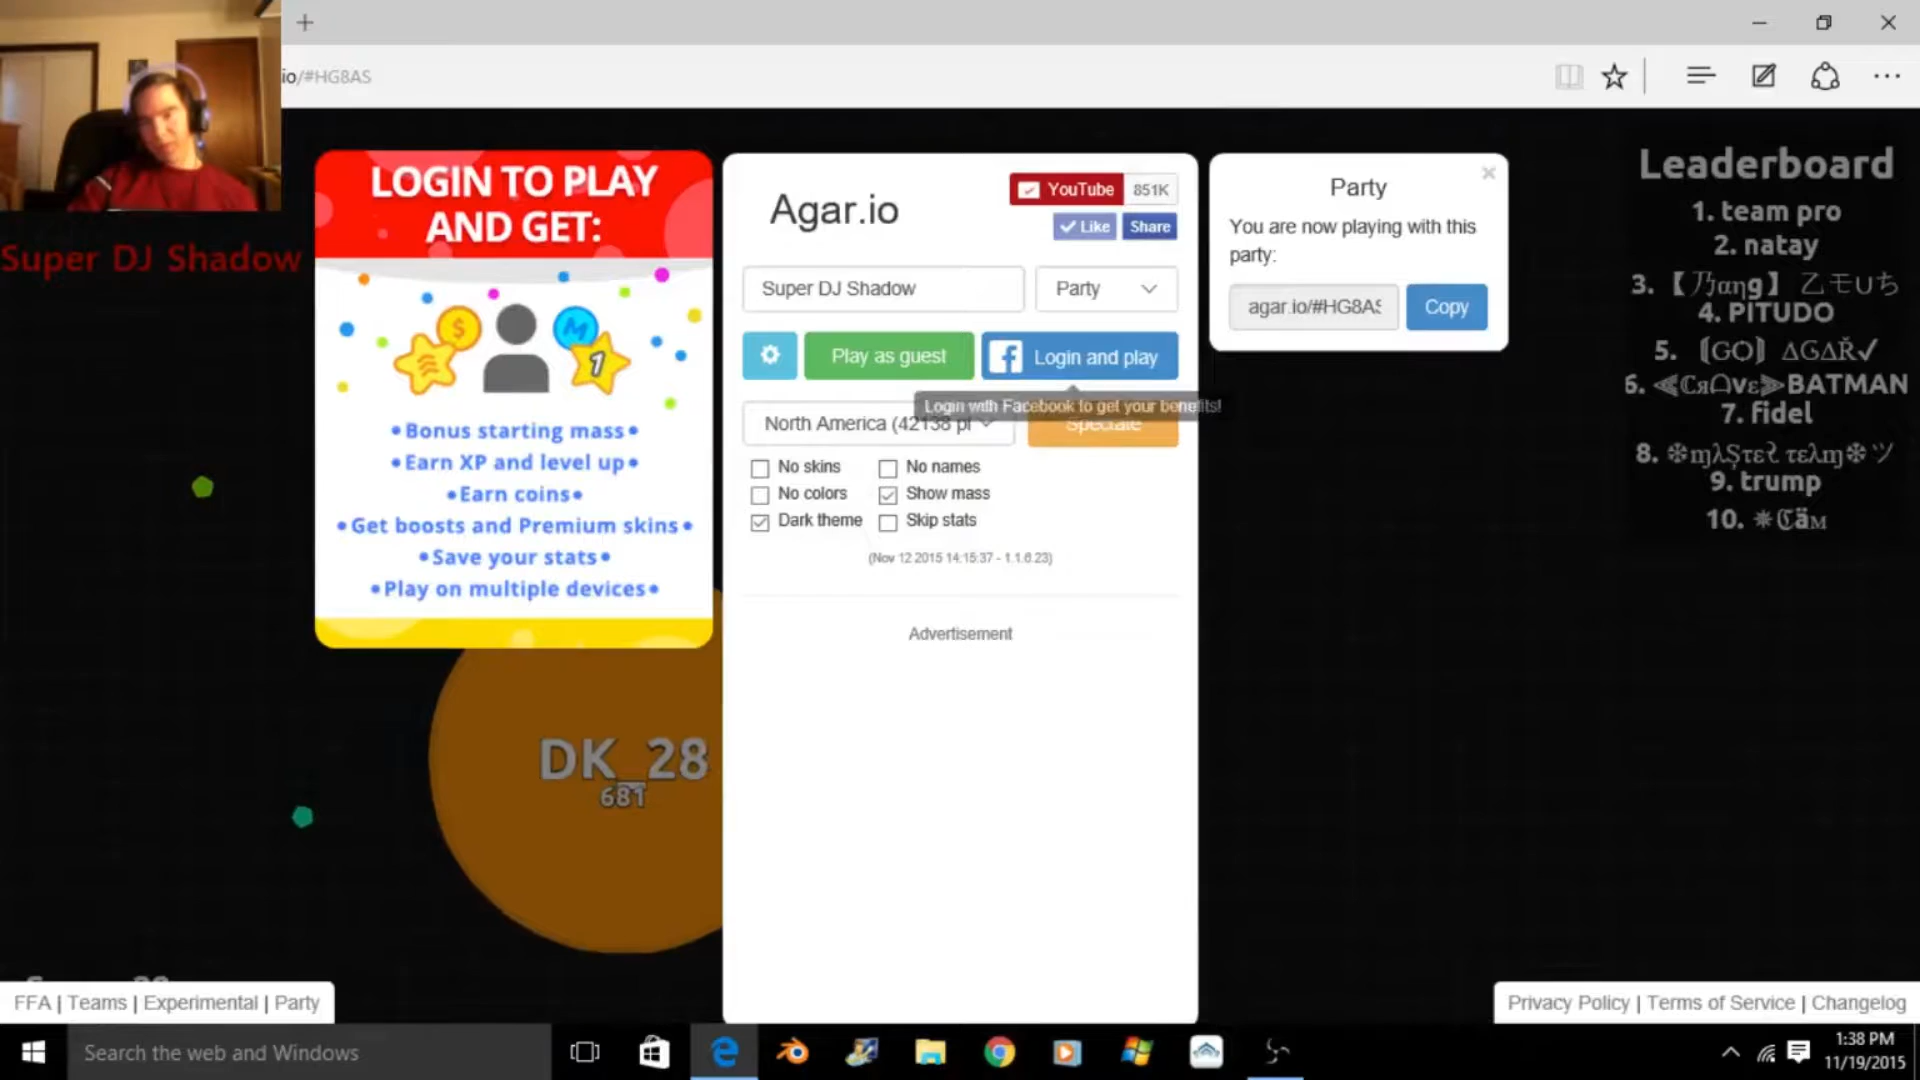 io/#HG8AS
Super DJ Shadow
LOGIN TO PLAY
AND GET:
1
•Bonus starting mass•
•Earn XP and level up•
•Earn coins•
•Get boosts and Premium skins•
•Save your stats•
•Play on multiple devices•
Agar.io
YouTube 851K
Like Share
Super DJ Shadow Party
Play as guest Login and play
Login with Facebook to get your benefits!
North America (42138 pl Spectate
No skins No names
No colors Show mass
Dark theme Skip stats
(Nov 12 2015 14:15:37 - 1.1.6.23)
Advertisement
Party
You are now playing with this
party:
agar.io/#HG8AS Copy
Leaderboard
1. team pro
2. natay
4. PITUDO
6. ⋘CяᗝVε⋙BATMAN
7. fidel
9. trump
DK_28
681
FFA | Teams | Experimental | Party
Privacy Policy | Terms of Service | Changelog
Search the web and Windows
1:38 PM
11/19/2015